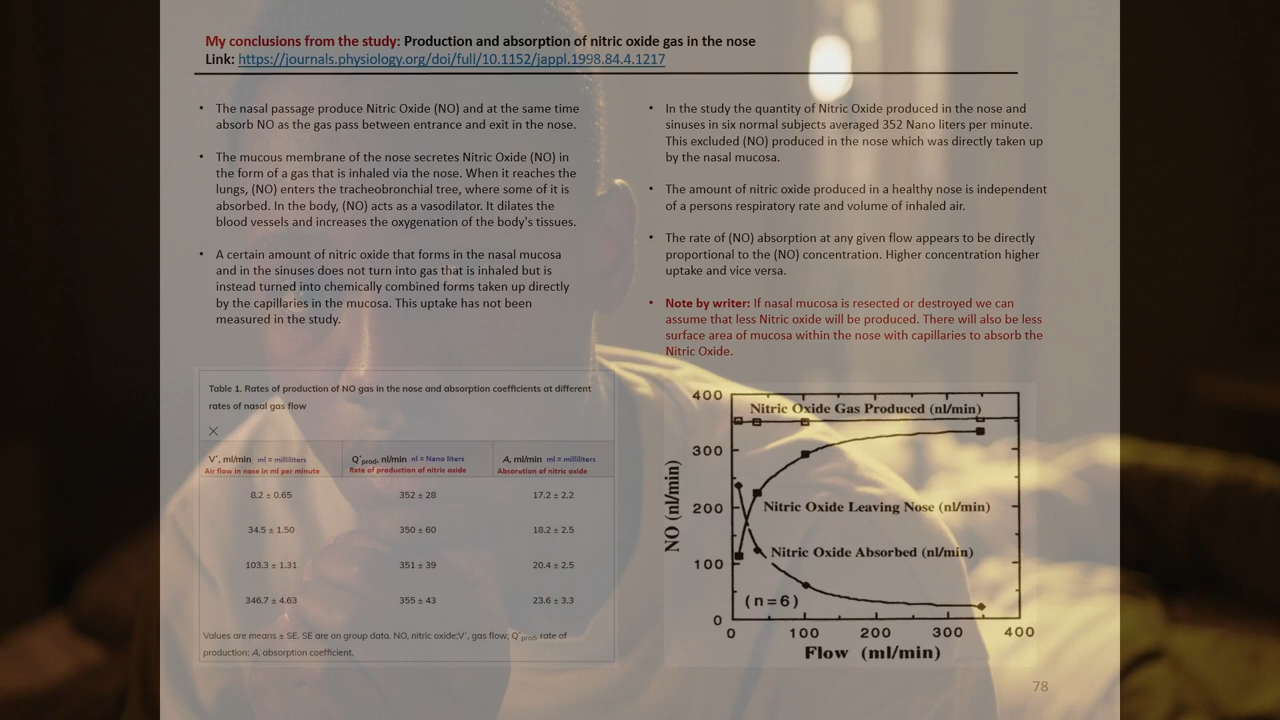 My conclusions from the study: Production and absorption of nitric oxide gas in the nose
Link: https://journals.physiology.org/doi/full/10.1152/jappl.1998.84.4.1217
• The nasal passage produce Nitric Oxide (NO) and at the same time
absorb NO as the gas pass between entrance and exit in the nose.
• The mucous membrane of the nose secretes Nitric Oxide (NO) in
the form of a gas that is inhaled via the nose. When it reaches the
lungs, (NO) enters the tracheobronchial tree, where some of it is
absorbed. In the body, (NO) acts as a vasodilator. It dilates the
blood vessels and increases the oxygenation of the body's tissues.
• A certain amount of nitric oxide that forms in the nasal mucosa
and in the sinuses does not turn into gas that is inhaled but is
instead turned into chemically combined forms taken up directly
by the capillaries in the mucosa. This uptake has not been
measured in the study.
• In the study the quantity of Nitric Oxide produced in the nose and
sinuses in six normal subjects averaged 352 Nano liters per minute.
This excluded (NO) produced in the nose which was directly taken up
by the nasal mucosa.
• The amount of nitric oxide produced in a healthy nose is independent
of a persons respiratory rate and volume of inhaled air.
• The rate of (NO) absorption at any given flow appears to be directly
proportional to the (NO) concentration. Higher concentration higher
uptake and vice versa.
• Note by writer: If nasal mucosa is resected or destroyed we can
assume that less Nitric oxide will be produced. There will also be less
surface area of mucosa within the nose with capillaries to absorb the
Nitric Oxide.
Table 1. Rates of production of NO gas in the nose and absorption coefficients at different
rates of nasal gas flow
V˙, ml/min ml = milliliters Q˙prod, nl/min nl = Nano liters A, ml/min ml = milliliters
Air flow in nose in ml per minute Rate of production of nitric oxide Absorution of nitric oxide
8.2 ± 0.65 352 ± 28 17.2 ± 2.2
34.5 ± 1.50 350 ± 60 18.2 ± 2.5
103.3 ± 1.31 351 ± 39 20.4 ± 2.5
346.7 ± 4.63 355 ± 43 23.6 ± 3.3
Values are means ± SE. SE are on group data. NO, nitric oxide;V˙, gas flow; Q˙prod, rate of
production; A, absorption coefficient.
NO (nl/min)
400
300
200
100
0
Nitric Oxide Gas Produced (nl/min)
Nitric Oxide Leaving Nose (nl/min)
Nitric Oxide Absorbed (nl/min)
(n=6)
0 100 200 300 400
Flow (ml/min)
78